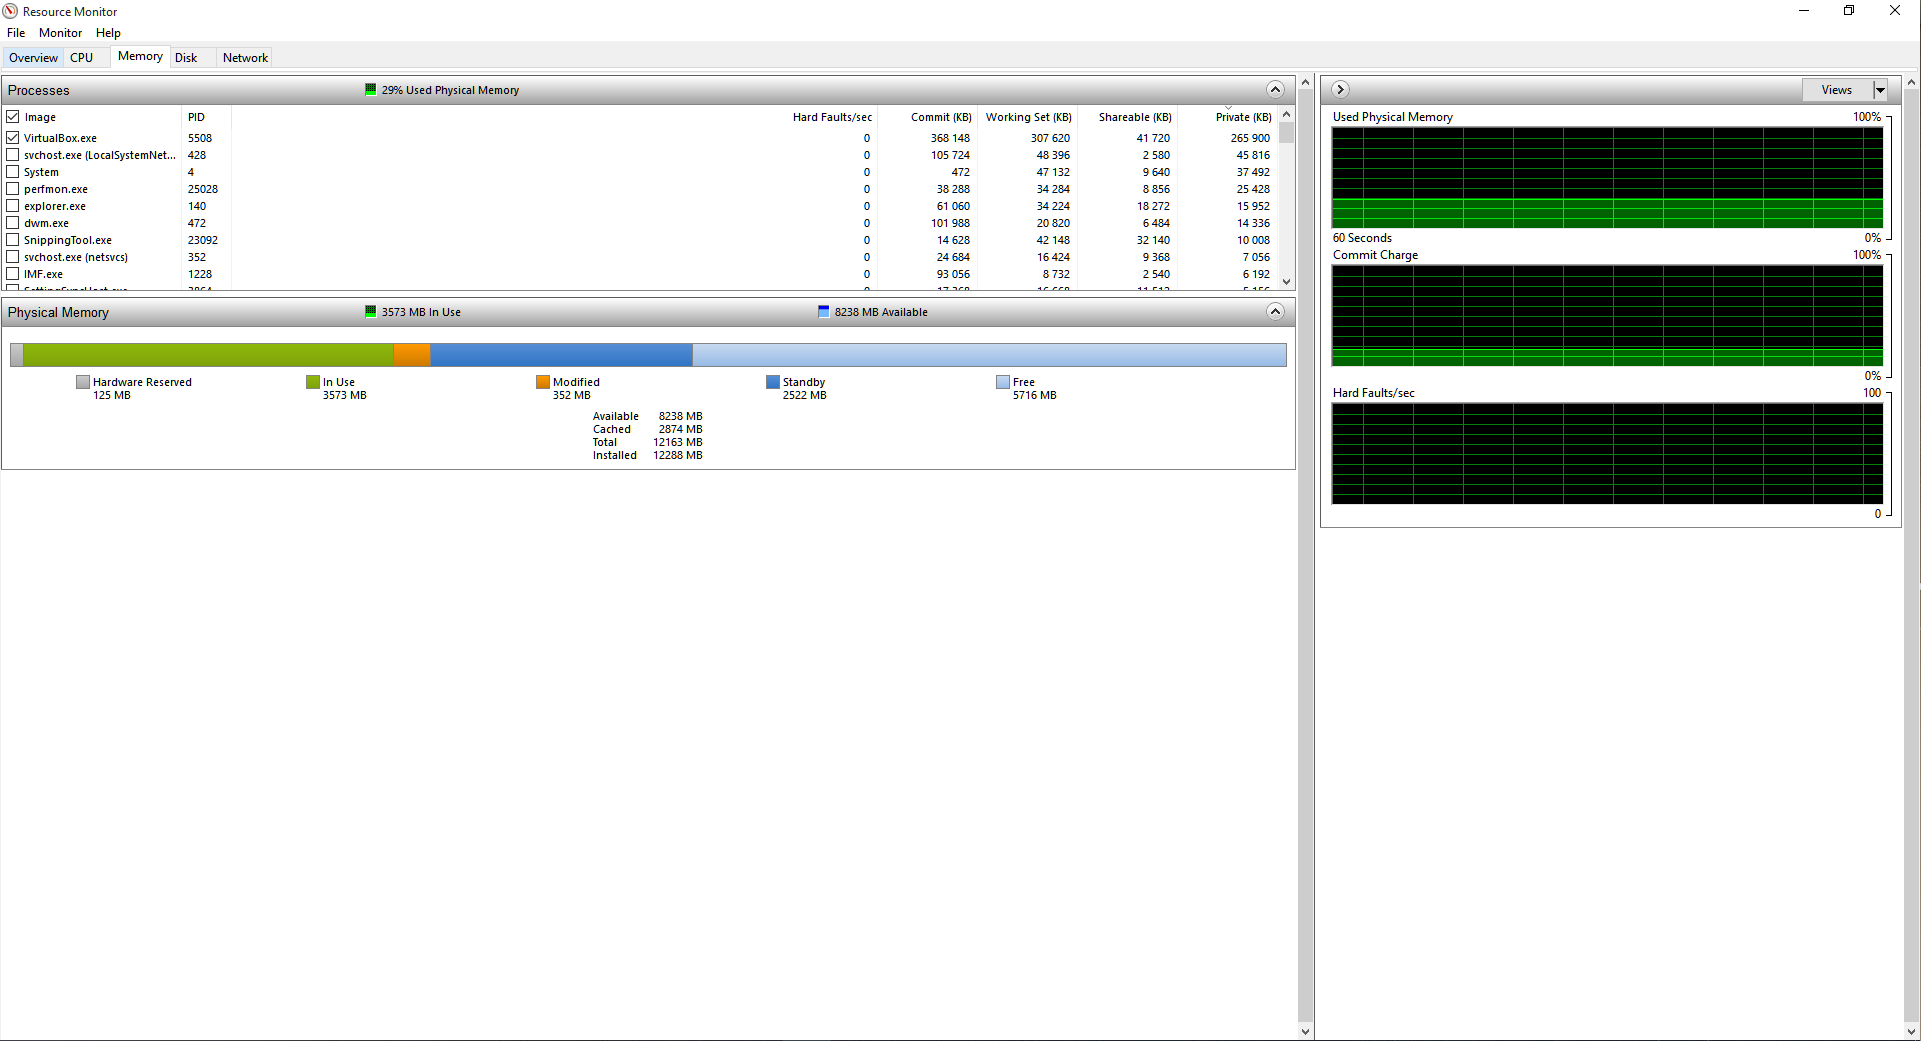 Resource Monitor
File Monitor Help
Overview CPU Memory Disk Network
Processes 29% Used Physical Memory
Image PID Hard Faults/sec Commit (KB) Working Set (KB) Shareable (KB) Private (KB)
VirtualBox.exe 5508 0 368 148 307 620 41 720 265 900
svchost.exe (LocalSystemNet... 428 0 105 724 48 396 2 580 45 816
System 4 0 472 47 132 9 640 37 492
perfmon.exe 25028 0 38 288 34 284 8 856 25 428
explorer.exe 140 0 61 060 34 224 18 272 15 952
dwm.exe 472 0 101 988 20 820 6 484 14 336
SnippingTool.exe 23092 0 14 628 42 148 32 140 10 008
svchost.exe (netsvcs) 352 0 24 684 16 424 9 368 7 056
IMF.exe 1228 0 93 056 8 732 2 540 6 192
Physical Memory 3573 MB In Use 8238 MB Available
Hardware Reserved In Use Modified Standby Free
125 MB 3573 MB 352 MB 2522 MB 5716 MB
Available 8238 MB
Cached 2874 MB
Total 12163 MB
Installed 12288 MB
Views
Used Physical Memory 100%
60 Seconds 0%
Commit Charge 100%
0%
Hard Faults/sec 100
0